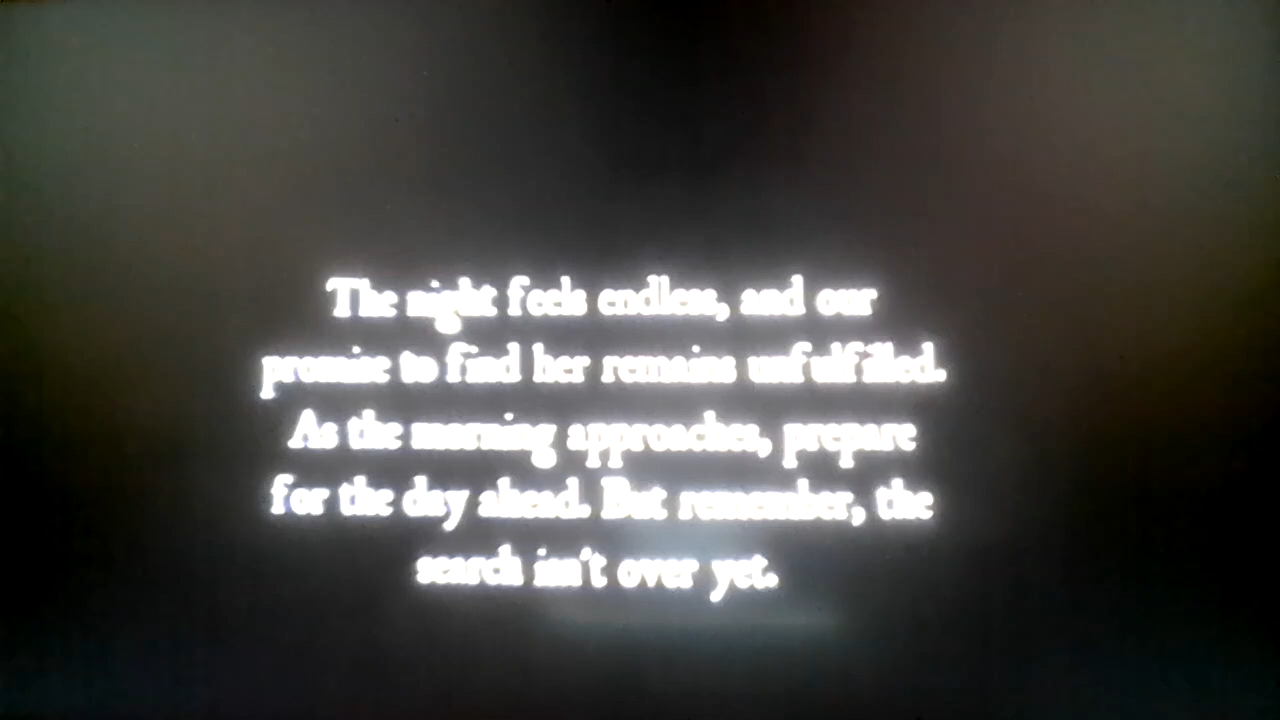 The night feels endless, and our
promise to find her remains unfulfilled.
As the morning approaches, prepare
for the day ahead. But remember, the
search isn't over yet.